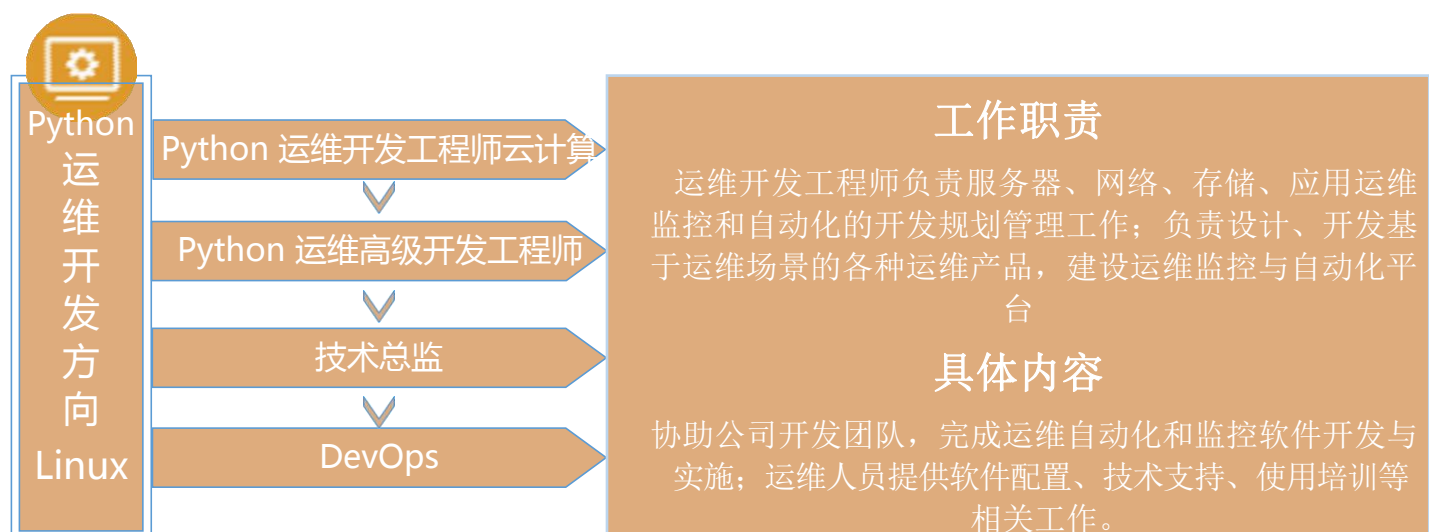 Python
运
维
开
发
方
向
Linux
Python 运维开发工程师云计算
Python 运维高级开发工程师
技术总监
DevOps
工作职责
运维开发工程师负责服务器、网络、存储、应用运维
监控和自动化的开发规划管理工作；负责设计、开发基
于运维场景的各种运维产品，建设运维监控与自动化平
台
具体内容
协助公司开发团队，完成运维自动化和监控软件开发与
实施；运维人员提供软件配置、技术支持、使用培训等
相关工作。